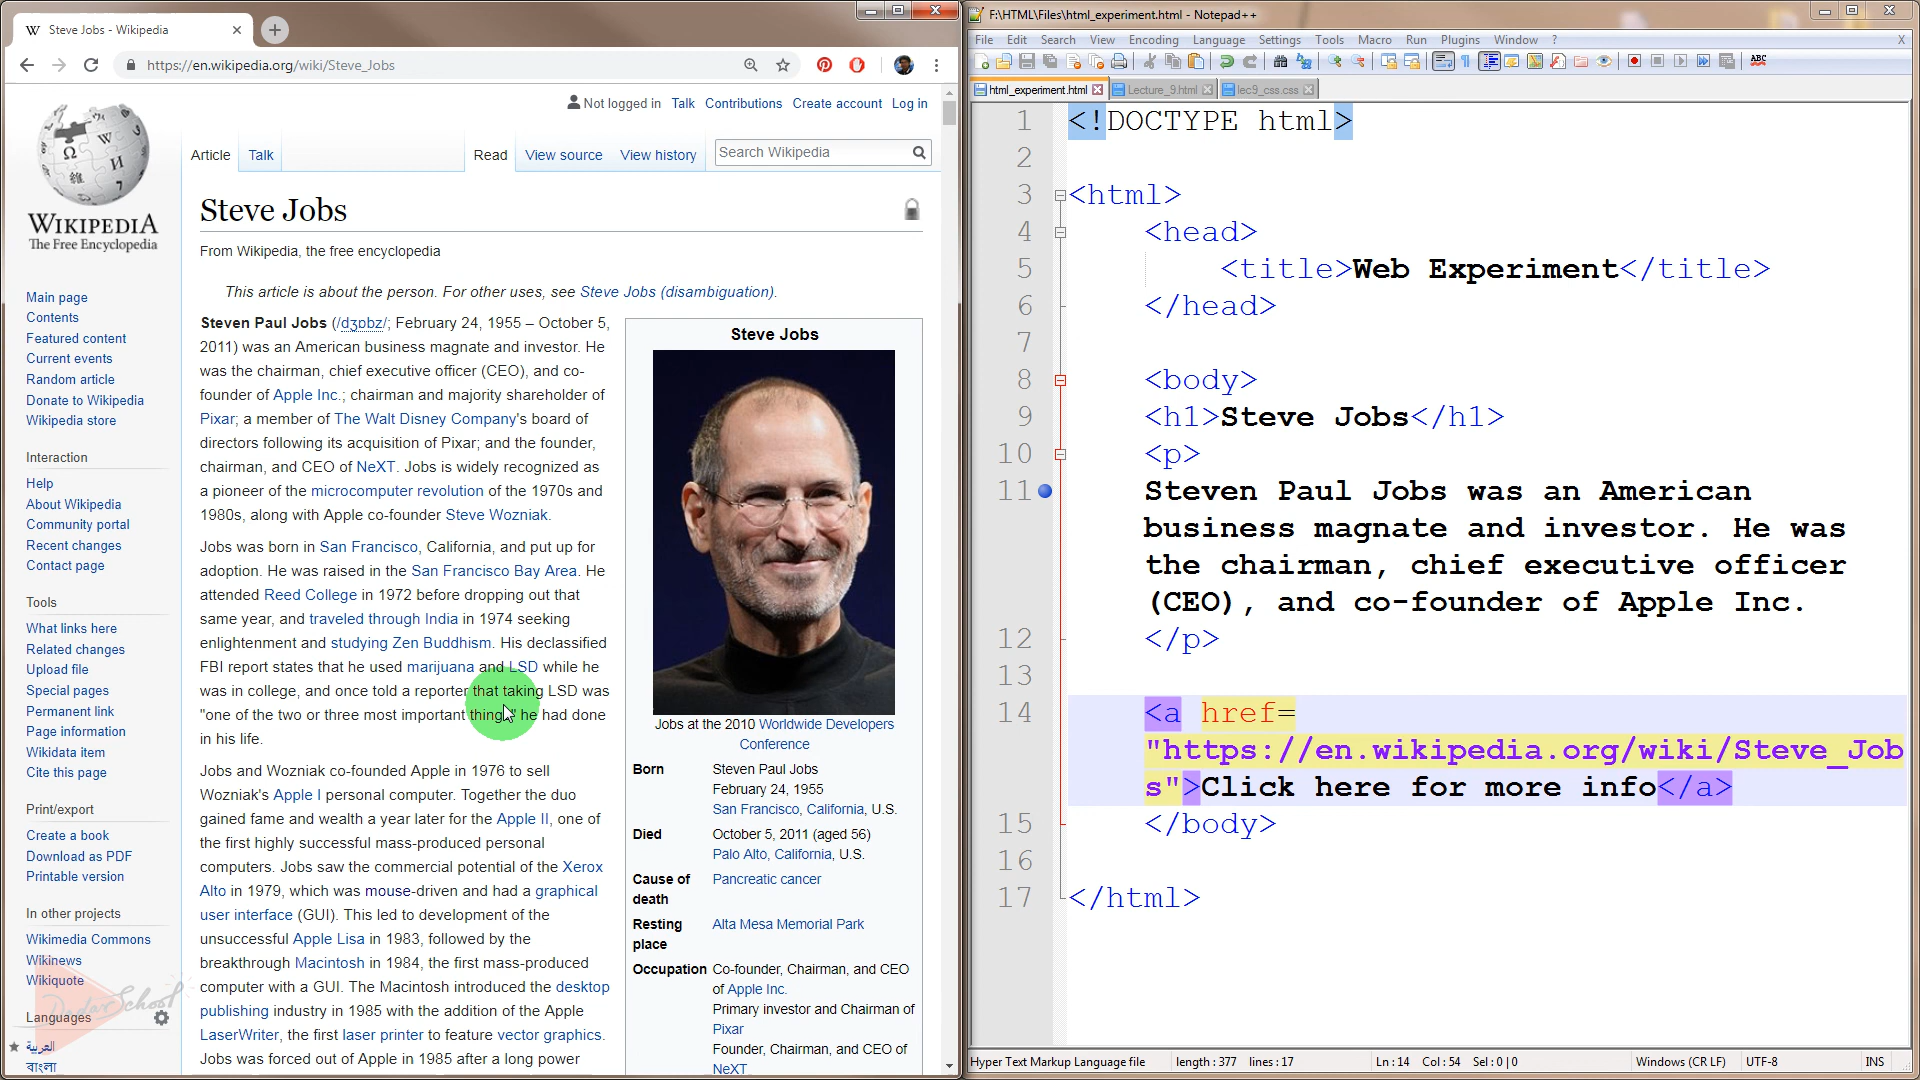 Steve Jobs - Wikipedia
https://en.wikipedia.org/wiki/Steve_Jobs
WIKIPEDIA
The Free Encyclopedia
Main page
Contents
Featured content
Current events
Random article
Donate to Wikipedia
Wikipedia store
Interaction
Help
About Wikipedia
Community portal
Recent changes
Contact page
Tools
What links here
Related changes
Upload file
Special pages
Permanent link
Page information
Wikidata item
Cite this page
Print/export
Create a book
Download as PDF
Printable version
In other projects
Wikimedia Commons
Wikinews
Wikiquote
Languages
العربية
বাংলা
DadarSchool
Not logged in Talk Contributions Create account Log in
Article Talk Read View source View history Search Wikipedia
Steve Jobs
From Wikipedia, the free encyclopedia
This article is about the person. For other uses, see Steve Jobs (disambiguation).
Steven Paul Jobs (/dʒɒbz/; February 24, 1955 – October 5,
2011) was an American business magnate and investor. He
was the chairman, chief executive officer (CEO), and co-
founder of Apple Inc.; chairman and majority shareholder of
Pixar; a member of The Walt Disney Company's board of
directors following its acquisition of Pixar; and the founder,
chairman, and CEO of NeXT. Jobs is widely recognized as
a pioneer of the microcomputer revolution of the 1970s and
1980s, along with Apple co-founder Steve Wozniak.
Jobs was born in San Francisco, California, and put up for
adoption. He was raised in the San Francisco Bay Area. He
attended Reed College in 1972 before dropping out that
same year, and traveled through India in 1974 seeking
enlightenment and studying Zen Buddhism. His declassified
FBI report states that he used marijuana and LSD while he
was in college, and once told a reporter that taking LSD was
"one of the two or three most important things" he had done
in his life.
Jobs and Wozniak co-founded Apple in 1976 to sell
Wozniak's Apple I personal computer. Together the duo
gained fame and wealth a year later for the Apple II, one of
the first highly successful mass-produced personal
computers. Jobs saw the commercial potential of the Xerox
Alto in 1979, which was mouse-driven and had a graphical
user interface (GUI). This led to development of the
unsuccessful Apple Lisa in 1983, followed by the
breakthrough Macintosh in 1984, the first mass-produced
computer with a GUI. The Macintosh introduced the desktop
publishing industry in 1985 with the addition of the Apple
LaserWriter, the first laser printer to feature vector graphics.
Jobs was forced out of Apple in 1985 after a long power
Steve Jobs
Jobs at the 2010 Worldwide Developers
Conference
Born Steven Paul Jobs
February 24, 1955
San Francisco, California, U.S.
Died October 5, 2011 (aged 56)
Palo Alto, California, U.S.
Cause of death Pancreatic cancer
Resting place Alta Mesa Memorial Park
Occupation Co-founder, Chairman, and CEO
of Apple Inc.
Primary investor and Chairman of
Pixar
Founder, Chairman, and CEO of
NeXT
F:\HTML\Files\html_experiment.html - Notepad++
File Edit Search View Encoding Language Settings Tools Macro Run Plugins Window ? X
ABC
html_experiment.html Lecture_9.html lec9_css.css
1 <!DOCTYPE html>
2
3 <html>
4 <head>
5 <title>Web Experiment</title>
6 </head>
7
8 <body>
9 <h1>Steve Jobs</h1>
10 <p>
11 Steven Paul Jobs was an American
business magnate and investor. He was
the chairman, chief executive officer
(CEO), and co-founder of Apple Inc.
12 </p>
13
14 <a href=
"https://en.wikipedia.org/wiki/Steve_Job
s">Click here for more info</a>
15 </body>
16
17 </html>
Hyper Text Markup Language file length : 377 lines : 17 Ln : 14 Col : 54 Sel : 0 | 0 Windows (CR LF) UTF-8 INS